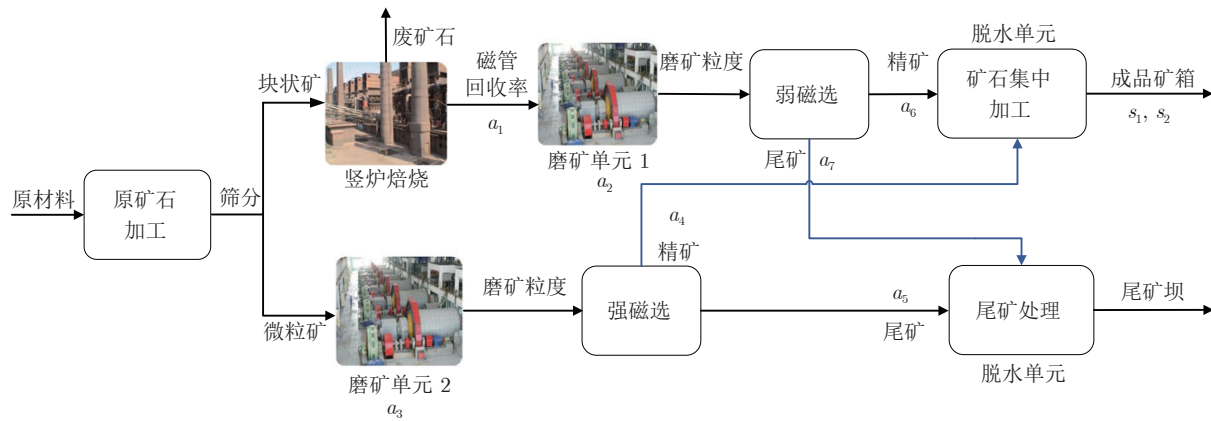 原材料
原矿石
加工
筛分
块状矿
废矿石
竖炉焙烧
磁管
回收率
a₁
磨矿单元 1
a₂
磨矿粒度
弱磁选
精矿
a₆
脱水单元
矿石集中
加工
成品矿箱
s₁, s₂
尾矿
a₇
微粒矿
磨矿单元 2
a₃
磨矿粒度
强磁选
a₄
精矿
a₅
尾矿
尾矿处理
脱水单元
尾矿坝